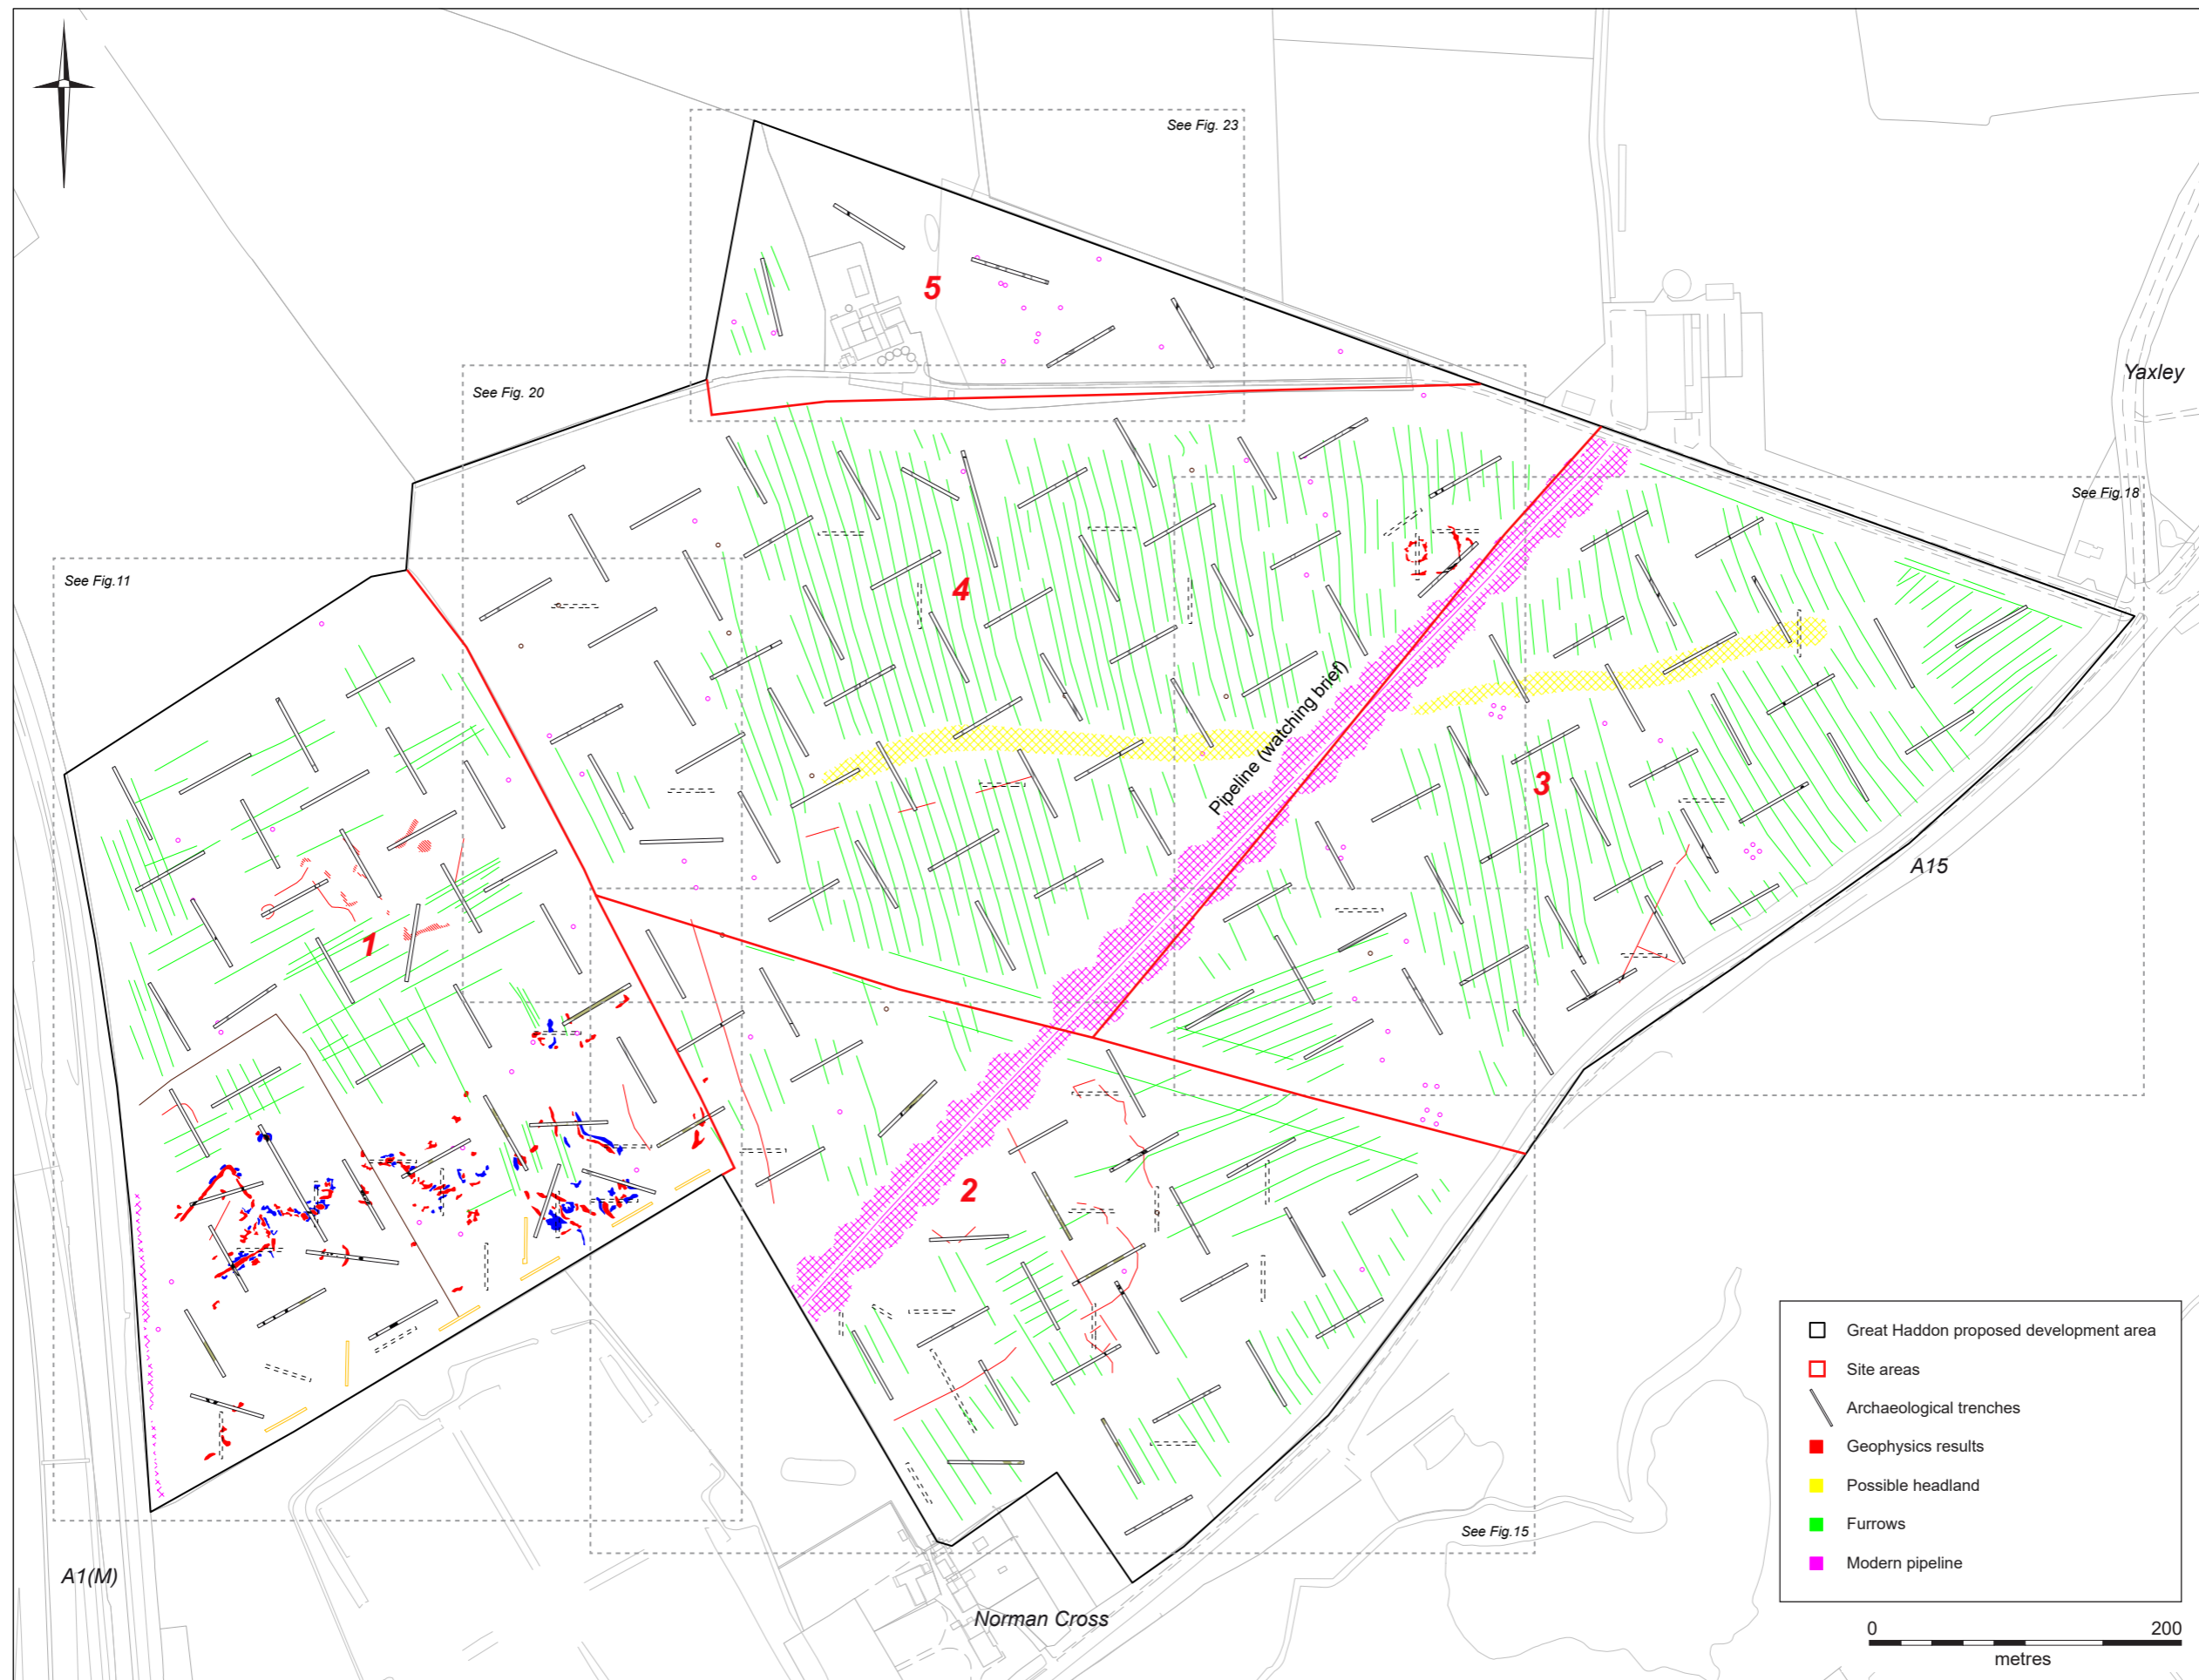 See Fig. 23
5
See Fig. 20
Yaxley
See Fig.18
See Fig.11
4
Pipeline (watching brief)
3
A15
1
2
Great Haddon proposed development area
Site areas
Archaeological trenches
Geophysics results
Possible headland
Furrows
Modern pipeline
See Fig.15
A1(M)
Norman Cross
0 200
metres